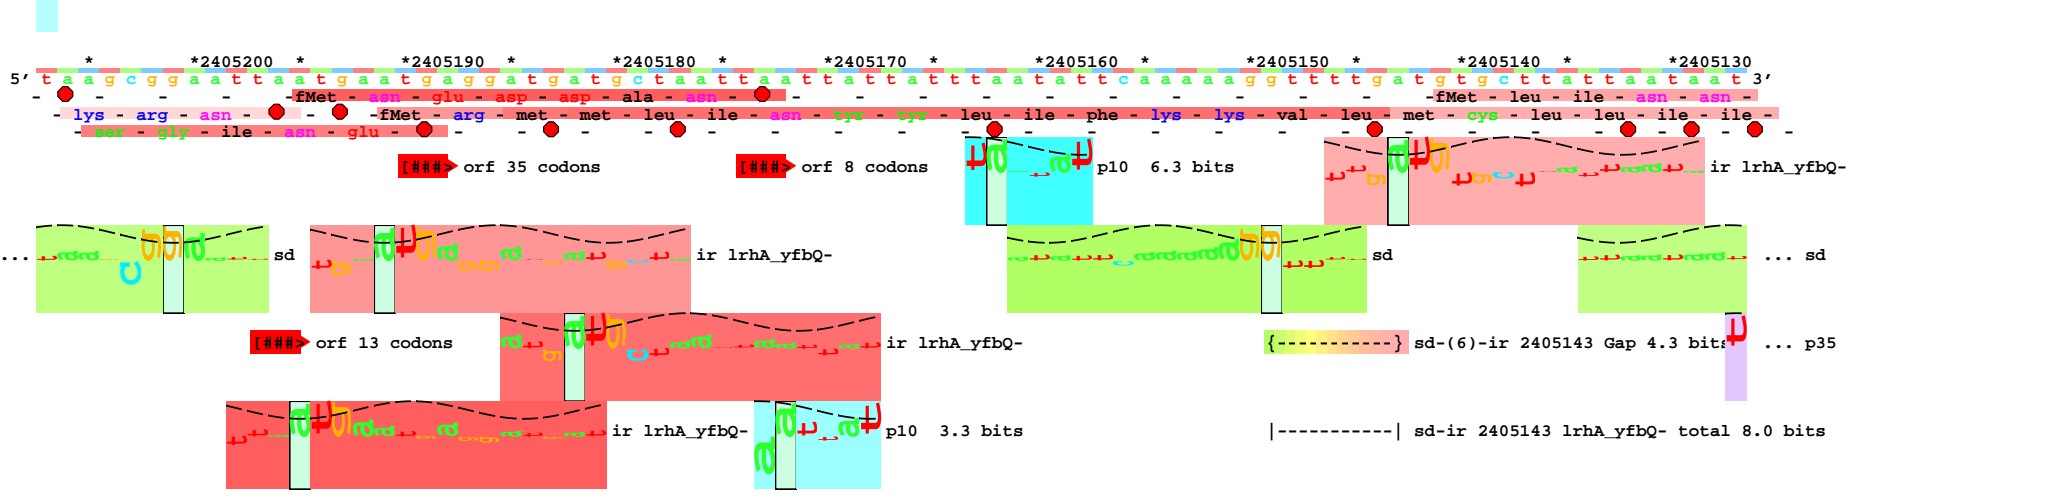 * *2405200 * *2405190 * *2405180 * *2405170 * *2405160 * *2405150 * *2405140 * *2405130
5′ t a a g c g g a a t t a a t g a a t g a g g a t g a t g c t a a t t a a t t a t t a t t t a a t a t t c a a a a a g g t t t t g a t g t g c t t a t t a a t a a t 3′
- - - - -fMet - asn - glu - asp - asp - ala - asn - - - - - - - - - - -fMet - leu - ile - asn - asn -
- lys - arg - asn - - -fMet - arg - met - met - leu - ile - asn - tyr - tyr - leu - ile - phe - lys - lys - val - leu - met - cys - leu - leu - ile - ile -
- ser - gly - ile - asn - glu - - - - - - - - - - - - - - - - - - - - - -
[###> orf 35 codons [###> orf 8 codons t a t a t p10 6.3 bits t t g a t g t g c t t a t t a a t a ir lrhA_yfbQ-
... t a a g c g g a a t t sd t g a a t g a g g a t g a t g c t a ir lrhA_yfbQ- a t a t t c a a a a a g g t t t t sd t t a a t a a t ... sd
[###> orf 13 codons a t g a t g c t a a t t a a t t a t ir lrhA_yfbQ- {-----------} sd-(6)-ir 2405143 Gap 4.3 bits t ... p35
t t a a t g a a t g a g g a t g a t ir lrhA_yfbQ- a a t t a t p10 3.3 bits |-----------| sd-ir 2405143 lrhA_yfbQ- total 8.0 bits